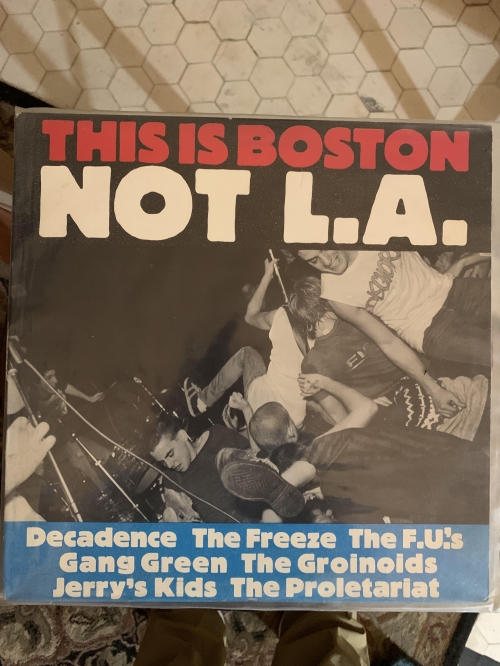 THIS IS BOSTON
NOT L.A.
Decadence The Freeze The F.U.'s
Gang Green The Groinoids
Jerry's Kids The Proletariat